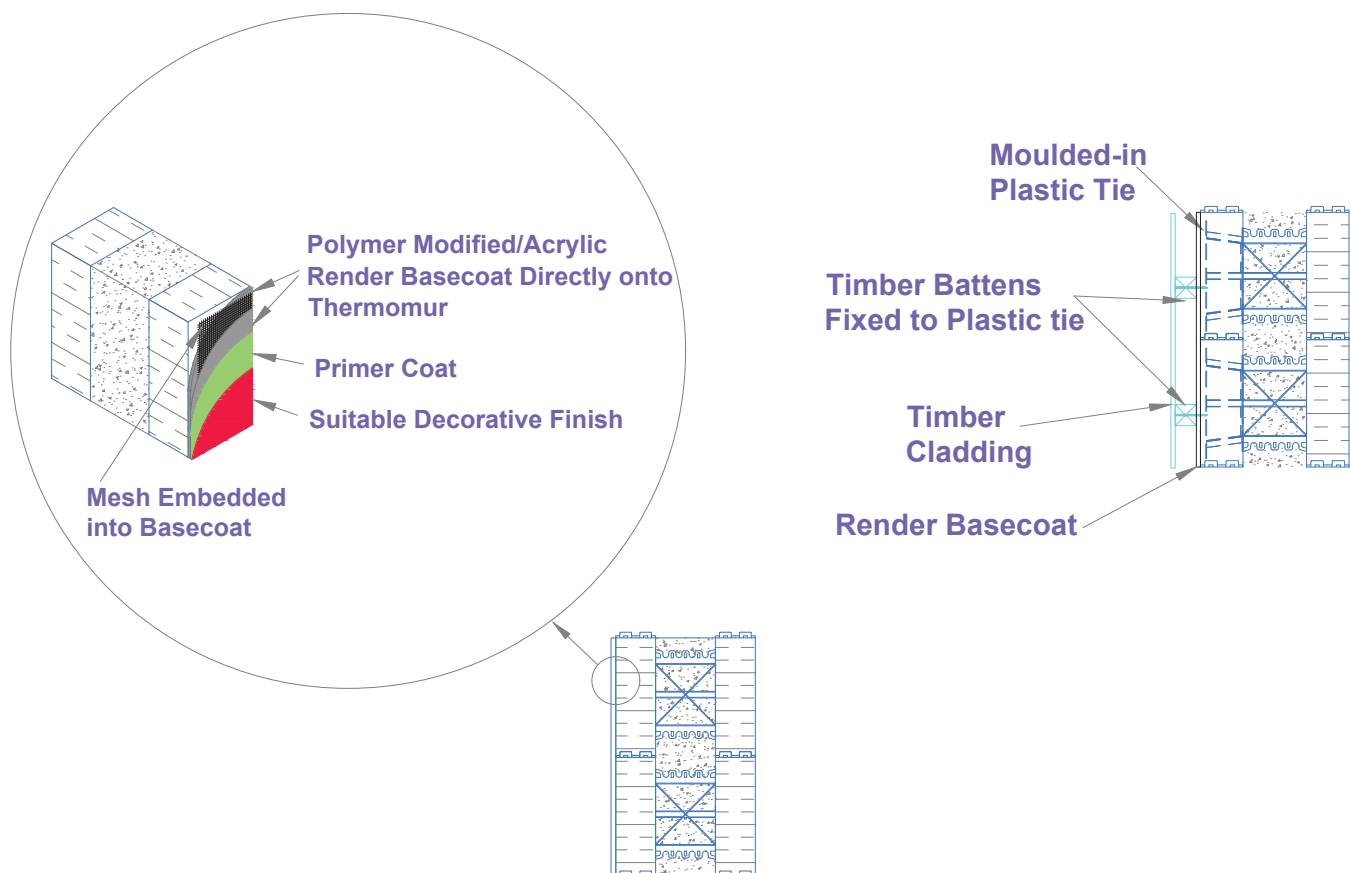 Polymer Modified/Acrylic
Render Basecoat Directly onto
Thermomur
Primer Coat
Suitable Decorative Finish
Mesh Embedded
into Basecoat
Moulded-in
Plastic Tie
Timber Battens
Fixed to Plastic tie
Timber
Cladding
Render Basecoat